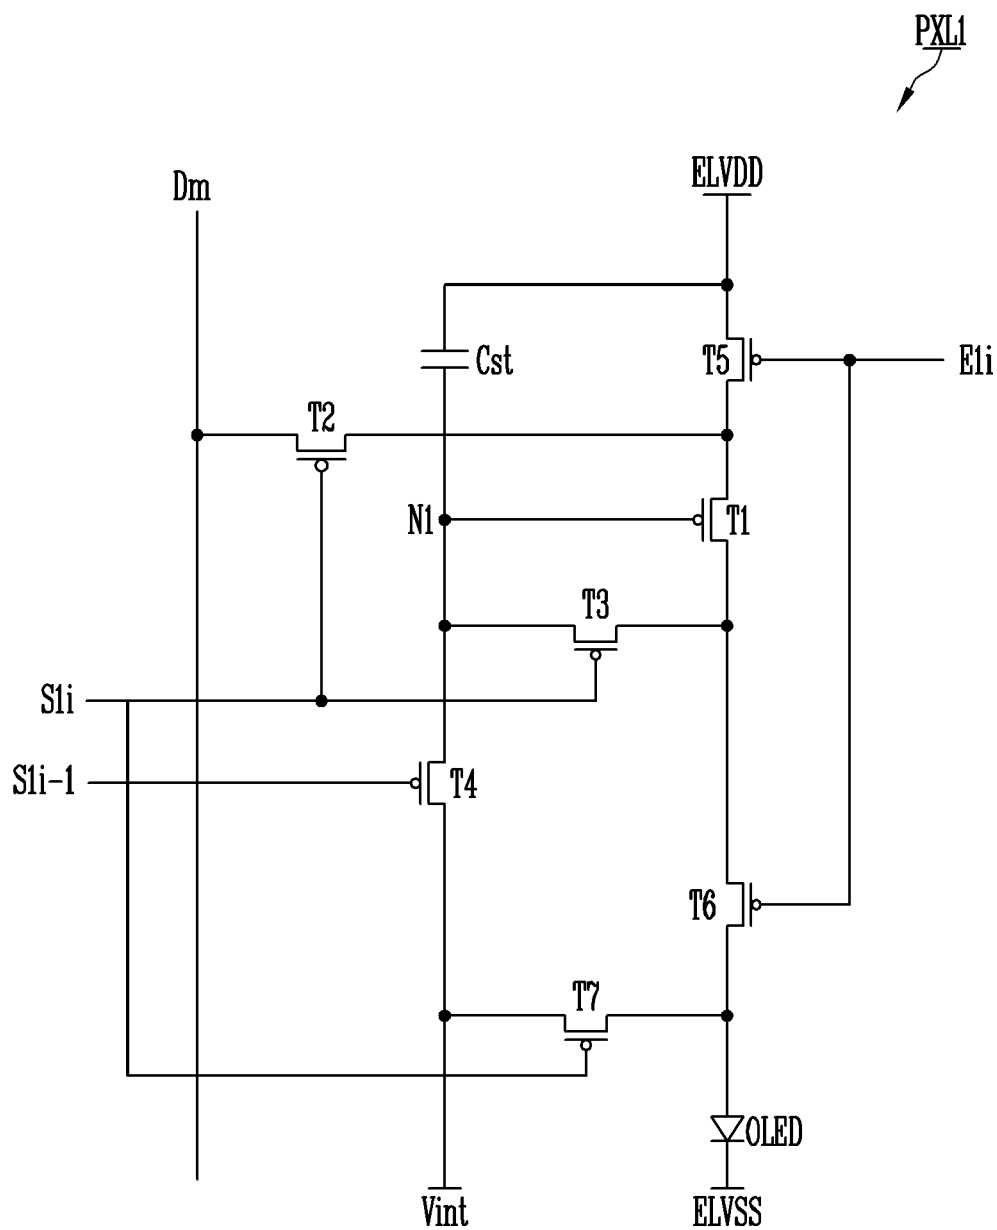 PXL1
ELVDD
Dm
Cst
T5
E1i
T2
N1
T1
T3
S1i
S1i-1
T4
T6
T7
OLED
Vint
ELVSS